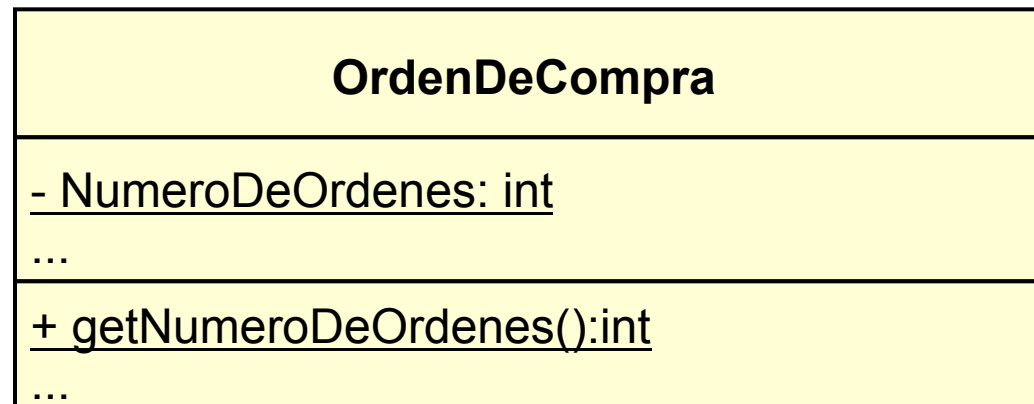 OrdenDeCompra
- NumeroDeOrdenes: int
...
+ getNumeroDeOrdenes():int
...